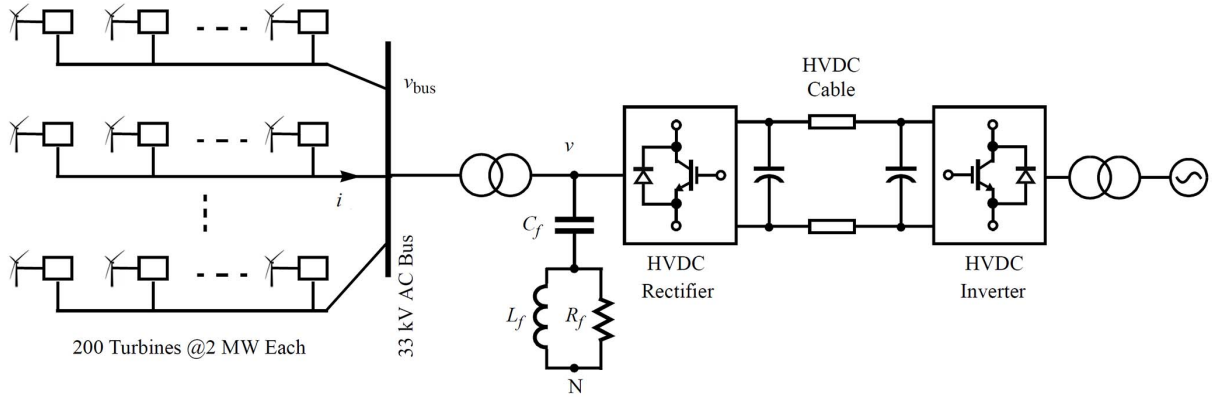 HVDC
Cable
v_bus
v
i
C_f
L_f
R_f
N
33 kV AC Bus
HVDC
Rectifier
HVDC
Inverter
200 Turbines @2 MW Each